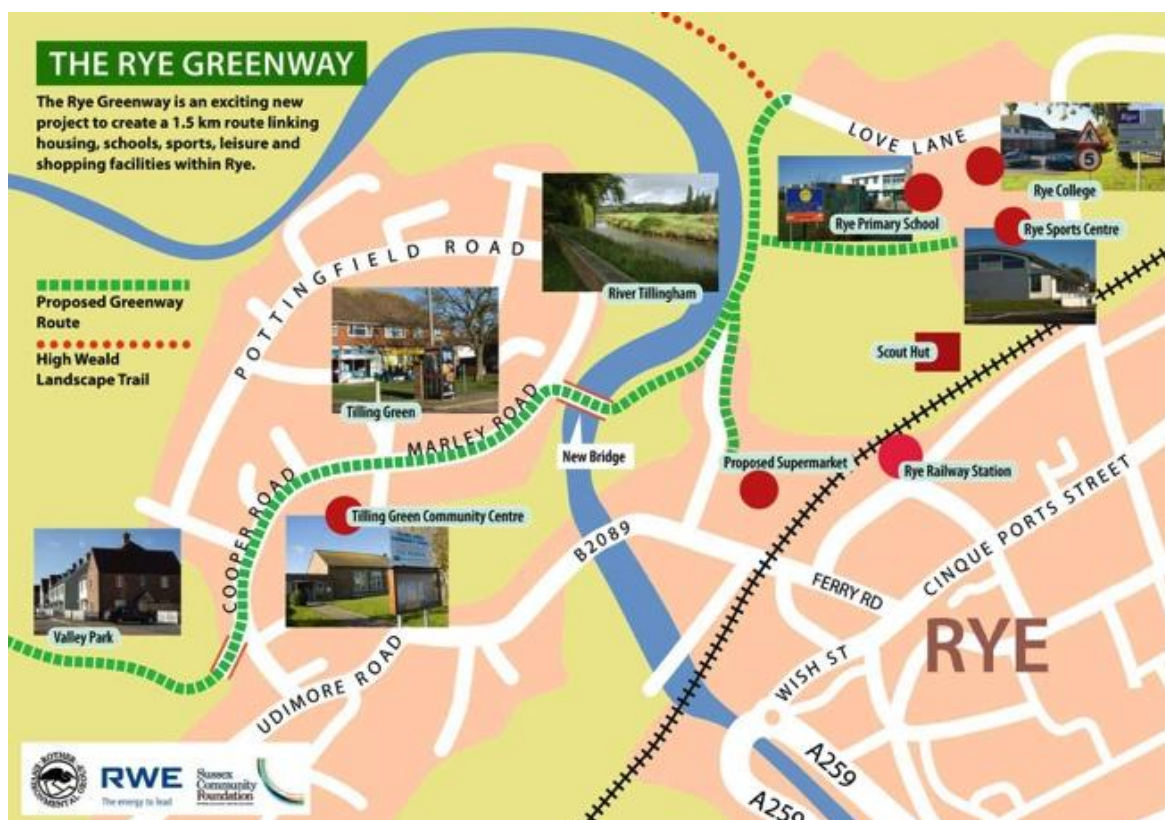 THE RYE GREENWAY
The Rye Greenway is an exciting new
project to create a 1.5 km route linking
housing, schools, sports, leisure and
shopping facilities within Rye.
LOVE LANE
Rye College
Rye Primary School
Rye Sports Centre
POTTINGFIELD ROAD
River Tillingham
Proposed Greenway
Route
High Weald
Landscape Trail
Scout Hut
Tilling Green
MARLEY ROAD
New Bridge
Proposed Supermarket
Rye Railway Station
COOPER ROAD
Tilling Green Community Centre
B2089
CINQUE PORTS STREET
FERRY RD
Valley Park
RYE
WISH ST
UDIMORE ROAD
A259
A259
RWE
The energy to lead
Sussex
Community
Foundation
5